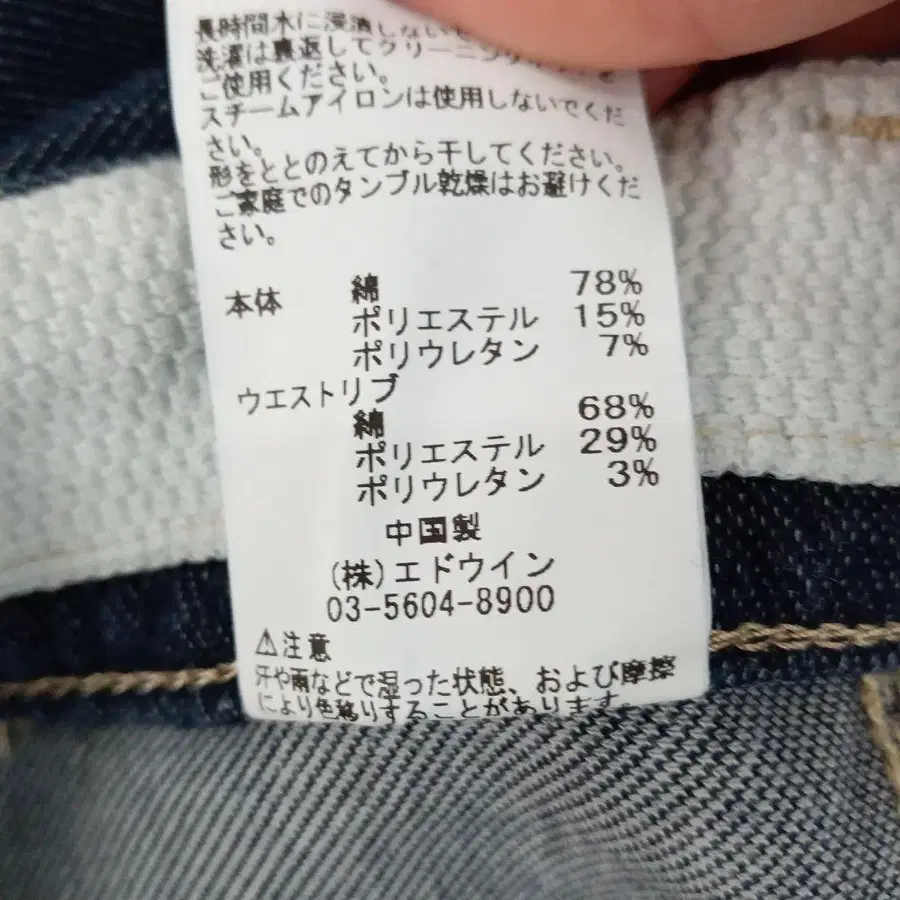 長時間水に浸漬しない
洗濯は裏返してクリーニング
ご使用ください。
スチームアイロンは使用しないでくだ
さい。
形をととのえてから干してください。
ご家庭でのタンブル乾燥はお避けくだ
さい。
本体 綿 78%
ポリエステル 15%
ポリウレタン 7%
ウエストリブ
綿 68%
ポリエステル 29%
ポリウレタン 3%
中国製
(株)エドウイン
03-5604-8900
⚠注意
汗や雨などで湿った状態、および摩擦
により色移りすることがあります。